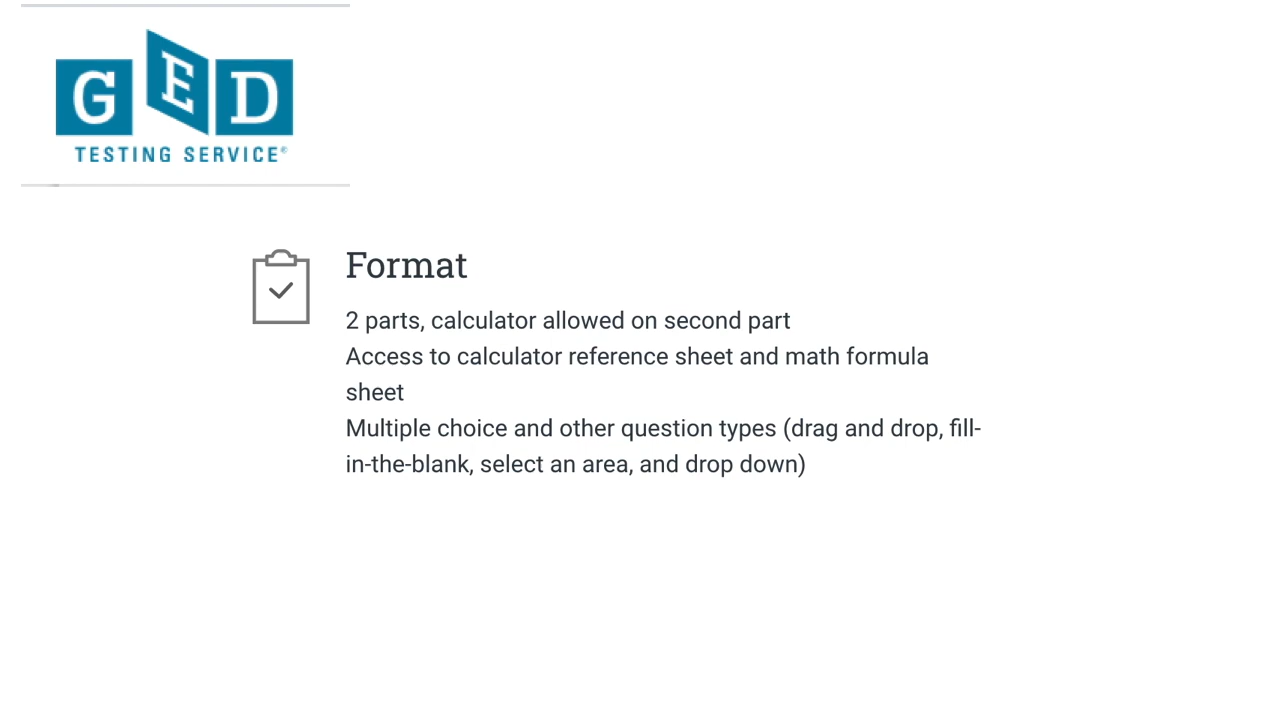 GED
TESTING SERVICE®
Format
2 parts, calculator allowed on second part
Access to calculator reference sheet and math formula
sheet
Multiple choice and other question types (drag and drop, fill-
in-the-blank, select an area, and drop down)